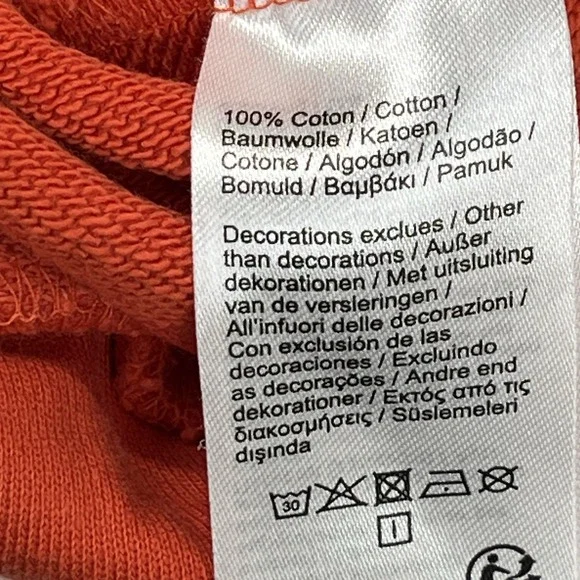 100% Coton / Cotton /
Baumwolle / Katoen /
Cotone / Algodón / Algodão /
Bomuld / Βαμβάκι / Pamuk
Decorations exclues / Other
than decorations / Außer
dekorationen / Met uitsluiting
van de versleringen /
All'infuori delle decorazioni /
Con exclusión de las
decoraciones / Excluindo
as decorações / Andre end
dekorationer / Εκτός από τις
διακοσμήσεις / Süslemeleri
dışında
30